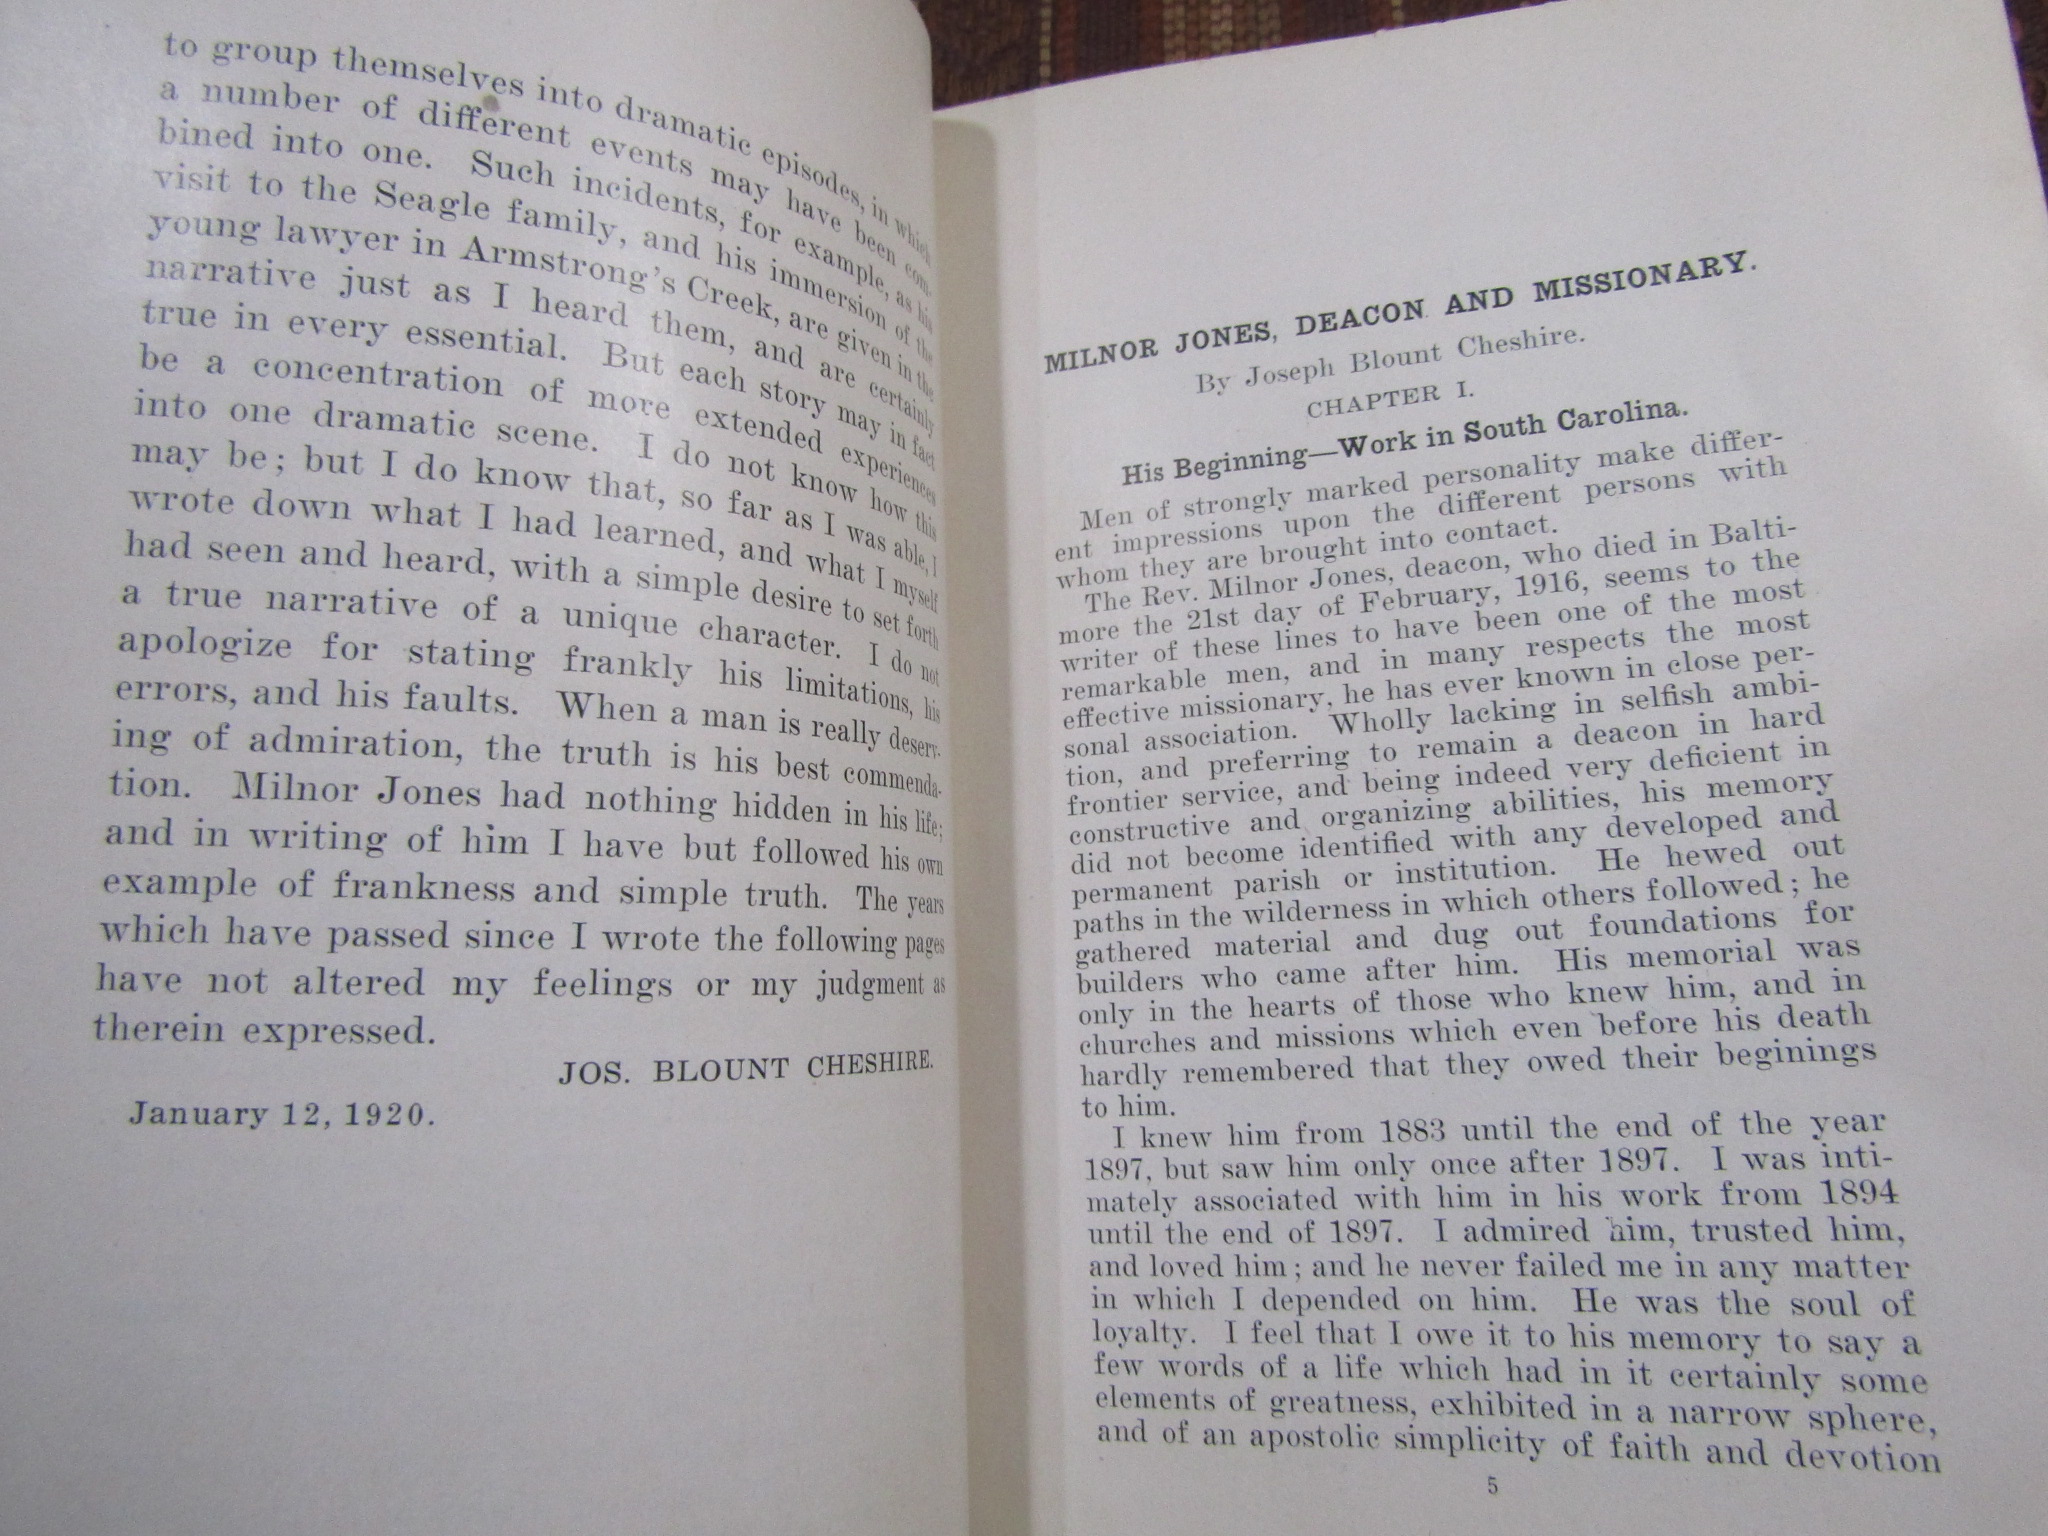 to group themselves into dramatic episodes, in which
a number of different events may have been com-
bined into one. Such incidents, for example, as his
visit to the Seagle family, and his immersion of the
young lawyer in Armstrong's Creek, are given in the
narrative just as I heard them, and are certainly
true in every essential. But each story may in fact
be a concentration of more extended experiences
into one dramatic scene. I do not know how this
may be; but I do know that, so far as I was able, I
wrote down what I had learned, and what I myself
had seen and heard, with a simple desire to set forth
a true narrative of a unique character. I do not
apologize for stating frankly his limitations, his
errors, and his faults. When a man is really deserv-
ing of admiration, the truth is his best commenda-
tion. Milnor Jones had nothing hidden in his life;
and in writing of him I have but followed his own
example of frankness and simple truth. The years
which have passed since I wrote the following pages
have not altered my feelings or my judgment as
therein expressed.
JOS. BLOUNT CHESHIRE.
January 12, 1920.
MILNOR JONES, DEACON AND MISSIONARY.
By Joseph Blount Cheshire.
CHAPTER I.
His Beginning—Work in South Carolina.
Men of strongly marked personality make differ-
ent impressions upon the different persons with
whom they are brought into contact.
The Rev. Milnor Jones, deacon, who died in Balti-
more the 21st day of February, 1916, seems to the
writer of these lines to have been one of the most
remarkable men, and in many respects the most
effective missionary, he has ever known in close per-
sonal association. Wholly lacking in selfish ambi-
tion, and preferring to remain a deacon in hard
frontier service, and being indeed very deficient in
constructive and organizing abilities, his memory
did not become identified with any developed and
permanent parish or institution. He hewed out
paths in the wilderness in which others followed; he
gathered material and dug out foundations for
builders who came after him. His memorial was
only in the hearts of those who knew him, and in
churches and missions which even before his death
hardly remembered that they owed their beginings
to him.
I knew him from 1883 until the end of the year
1897, but saw him only once after 1897. I was inti-
mately associated with him in his work from 1894
until the end of 1897. I admired him, trusted him,
and loved him; and he never failed me in any matter
in which I depended on him. He was the soul of
loyalty. I feel that I owe it to his memory to say a
few words of a life which had in it certainly some
elements of greatness, exhibited in a narrow sphere,
and of an apostolic simplicity of faith and devotion
5